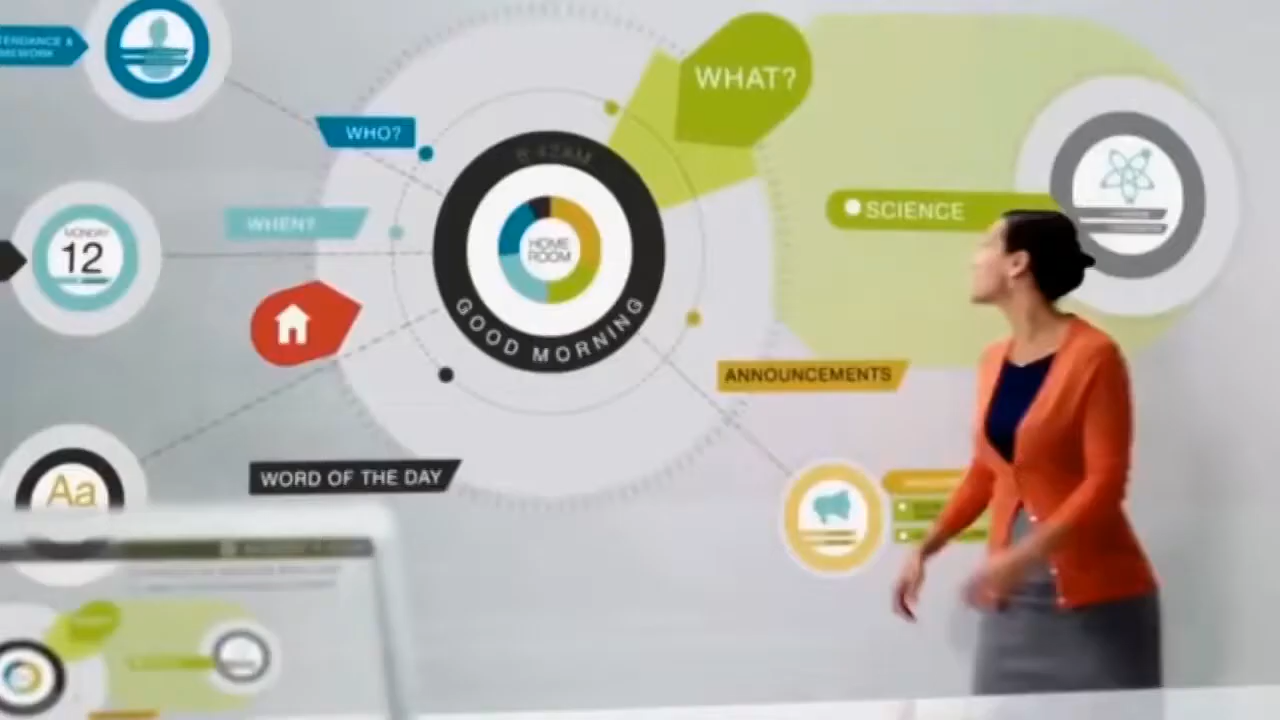 WHAT?
WHO?
SCIENCE
WHEN?
MONDAY
12
HOME
ROOM
GOOD MORNING
ANNOUNCEMENTS
WORD OF THE DAY
Aa